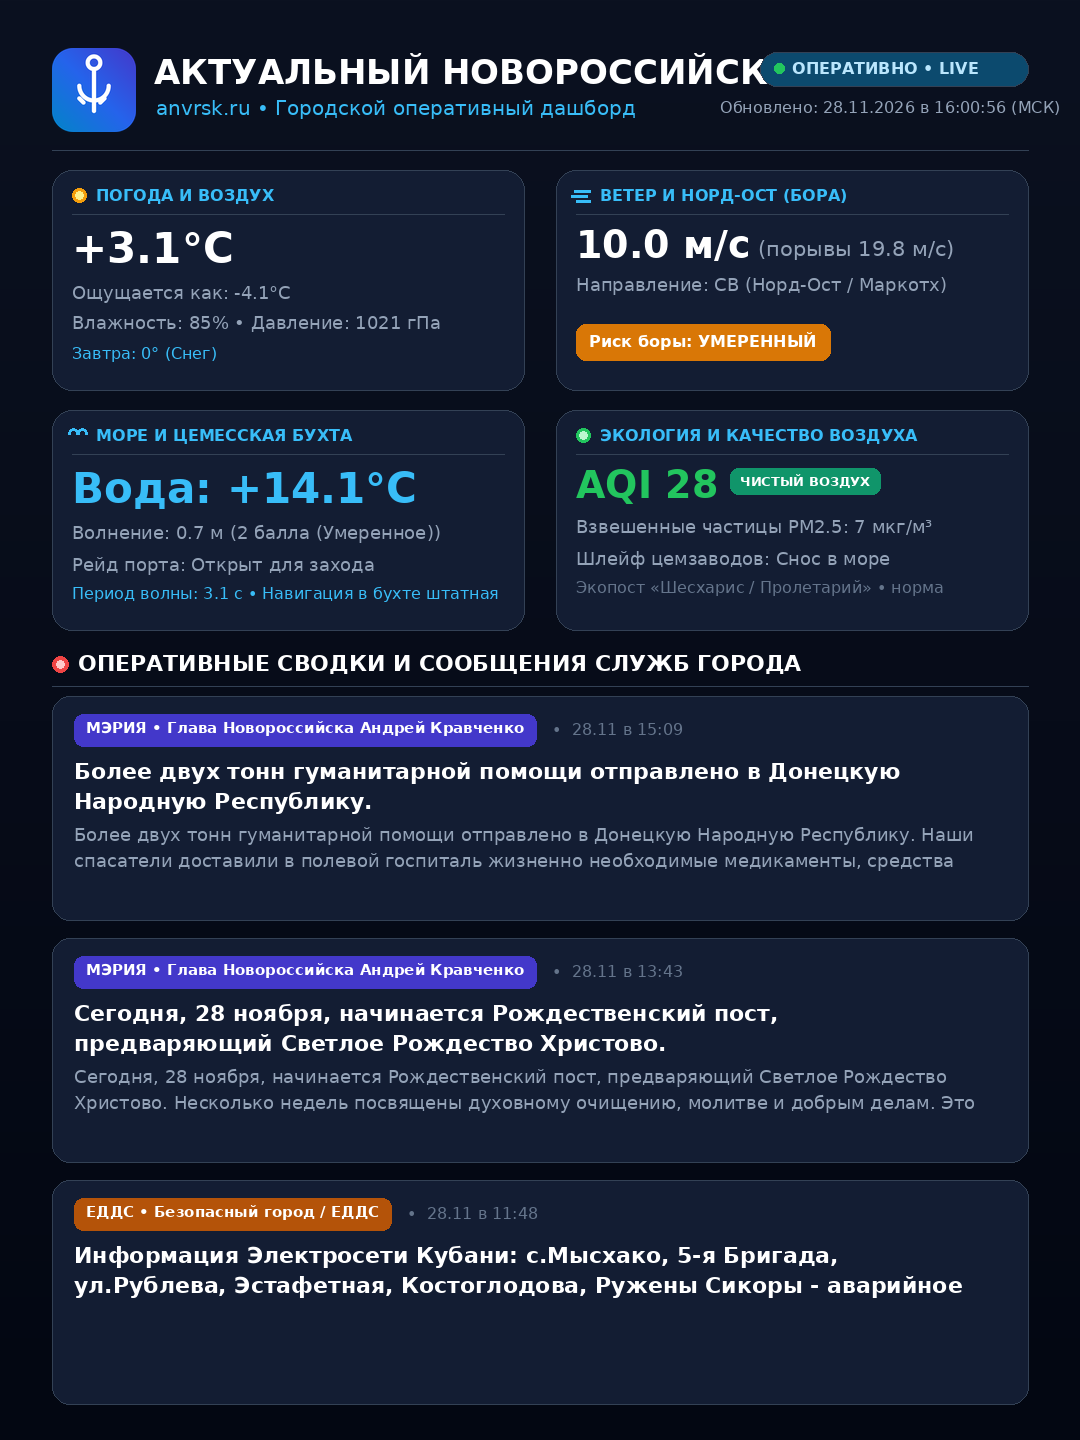 АКТУАЛЬНЫЙ НОВОРОССИЙСК
ОПЕРАТИВНО • LIVE
anvrsk.ru • Городской оперативный дашборд
Обновлено: 28.11.2026 в 16:00:56 (МСК)
ПОГОДА И ВОЗДУХ
+3.1°C
Ощущается как: -4.1°C
Влажность: 85% • Давление: 1021 гПа
Завтра: 0° (Снег)
ВЕТЕР И НОРД-ОСТ (БОРА)
10.0 м/с (порывы 19.8 м/с)
Направление: СВ (Норд-Ост / Маркотх)
Риск боры: УМЕРЕННЫЙ
МОРЕ И ЦЕМЕССКАЯ БУХТА
Вода: +14.1°C
Волнение: 0.7 м (2 балла (Умеренное))
Рейд порта: Открыт для захода
Период волны: 3.1 с • Навигация в бухте штатная
ЭКОЛОГИЯ И КАЧЕСТВО ВОЗДУХА
AQI 28 ЧИСТЫЙ ВОЗДУХ
Взвешенные частицы PM2.5: 7 мкг/м³
Шлейф цемзаводов: Снос в море
Экопост «Шесхарис / Пролетарий» • норма
ОПЕРАТИВНЫЕ СВОДКИ И СООБЩЕНИЯ СЛУЖБ ГОРОДА
МЭРИЯ • Глава Новороссийска Андрей Кравченко • 28.11 в 15:09
Более двух тонн гуманитарной помощи отправлено в Донецкую
Народную Республику.
Более двух тонн гуманитарной помощи отправлено в Донецкую Народную Республику. Наши
спасатели доставили в полевой госпиталь жизненно необходимые медикаменты, средства
МЭРИЯ • Глава Новороссийска Андрей Кравченко • 28.11 в 13:43
Сегодня, 28 ноября, начинается Рождественский пост,
предваряющий Светлое Рождество Христово.
Сегодня, 28 ноября, начинается Рождественский пост, предваряющий Светлое Рождество
Христово. Несколько недель посвящены духовному очищению, молитве и добрым делам. Это
ЕДДС • Безопасный город / ЕДДС • 28.11 в 11:48
Информация Электросети Кубани: с.Мысхако, 5-я Бригада,
ул.Рублева, Эстафетная, Костоглодова, Ружены Сикоры - аварийное